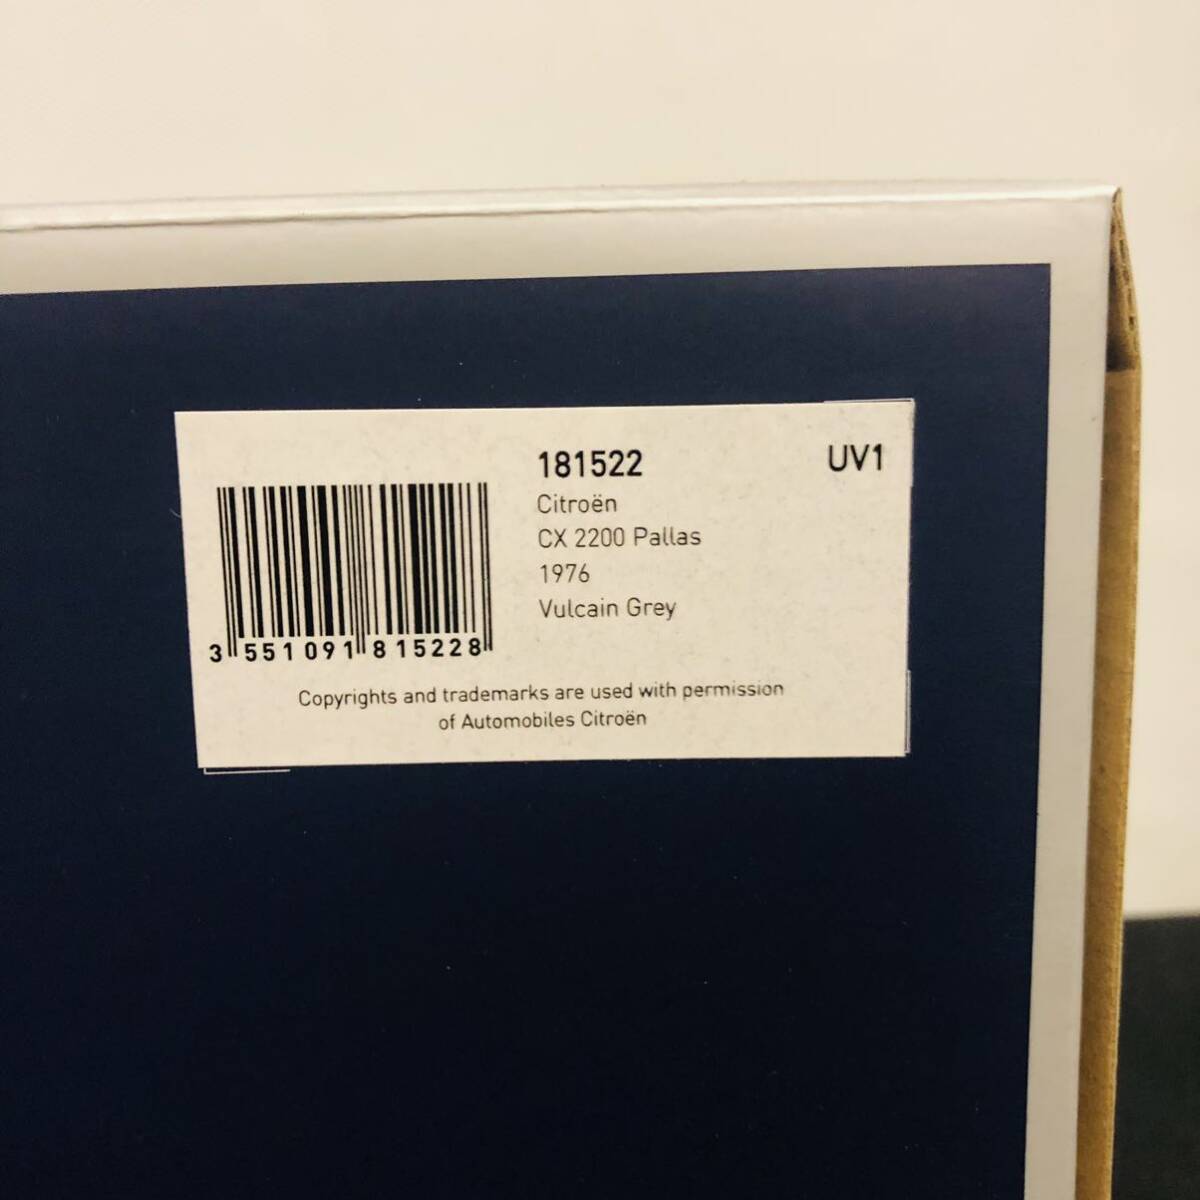 181522
UV1
Citroën
CX 2200 Pallas
1976
Vulcain Grey
3 551091 815228
Copyrights and trademarks are used with permission
of Automobiles Citroën